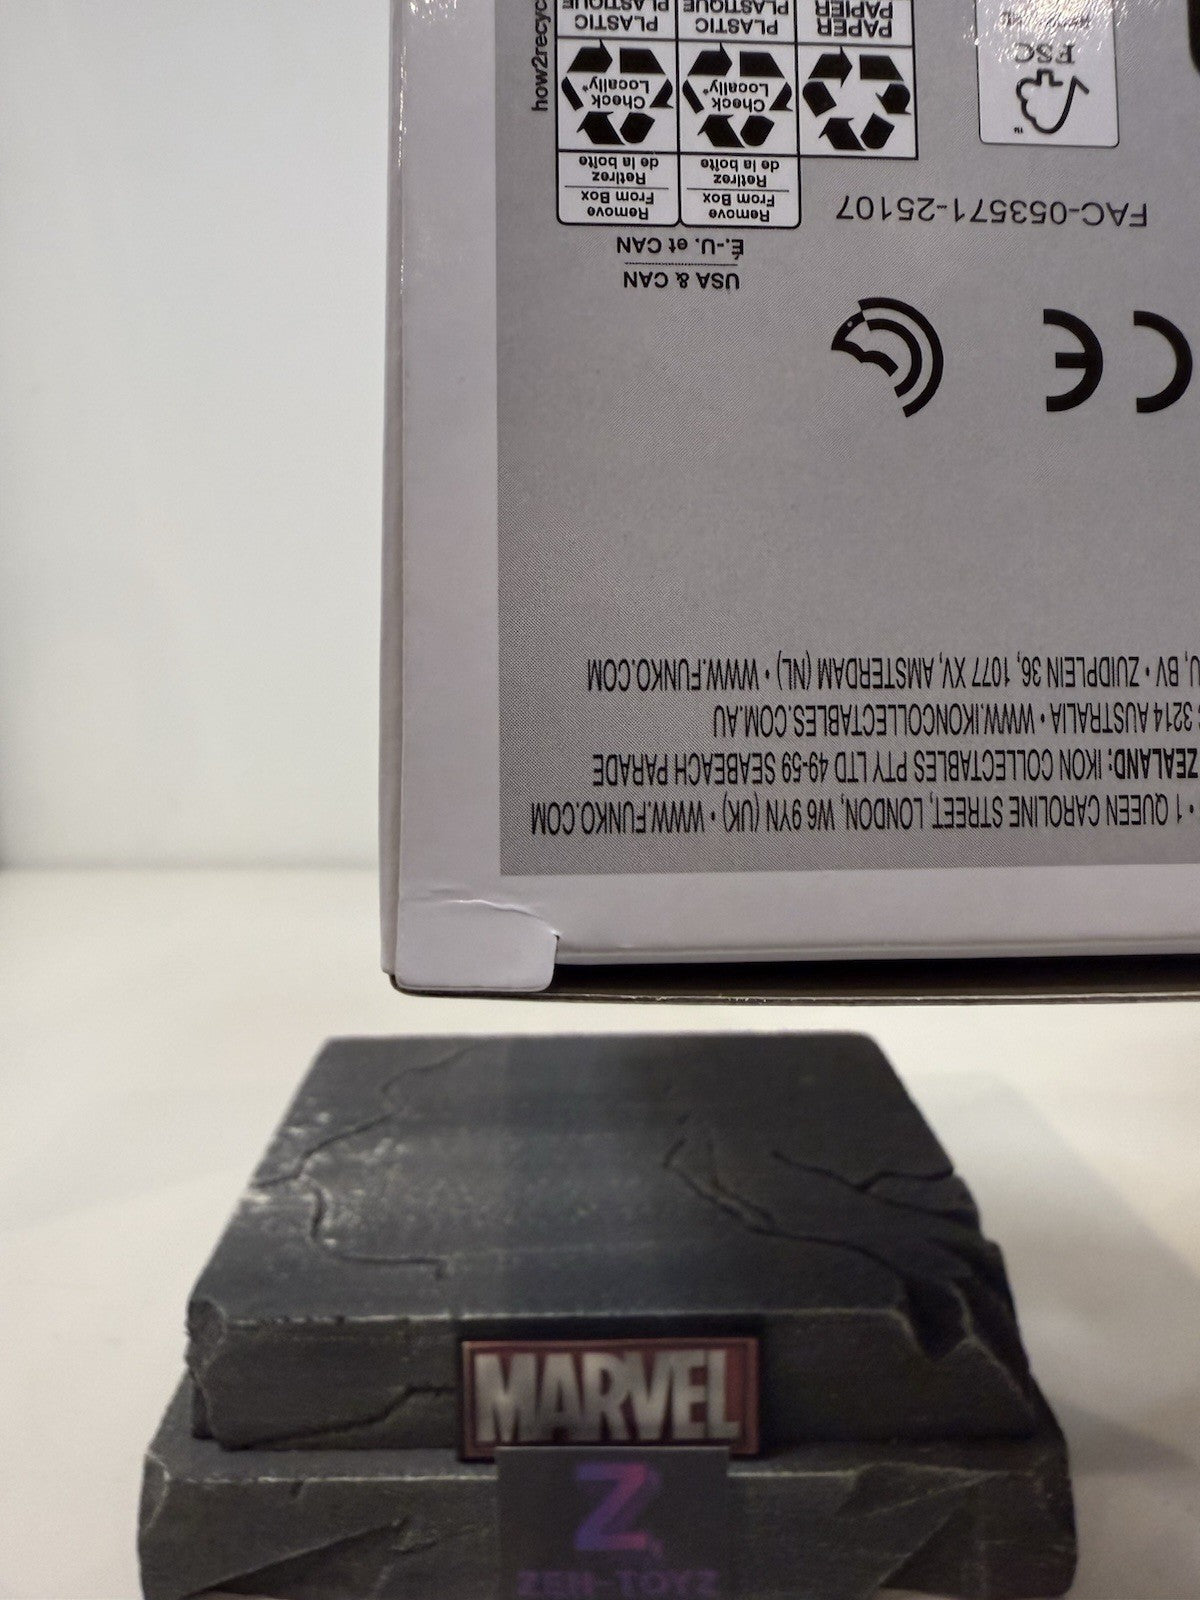 • 1 QUEEN CAROLINE STREET, LONDON, W6 9YN (UK) • WWW.FUNKO.COM
ZEALAND: IKON COLLECTABLES PTY LTD 49-59 SEABEACH PARADE
3214 AUSTRALIA • WWW.IKONCOLLECTABLES.COM.AU
BV • ZUIDPLEIN 36, 1077 XV, AMSTERDAM (NL) • WWW.FUNKO.COM
CE
FAC-053571-25107
USA & CAN
É.-U. et CAN
Remove
From Box
Retirez
de la boîte
Check
Locally*
PLASTIC
PLASTIQUE
Remove
From Box
Retirez
de la boîte
Check
Locally*
PLASTIC
PLASTIQUE
PAPER
PAPIER
how2recyc
TM
FSC
MARVEL
Z
ZEH-TOYZ